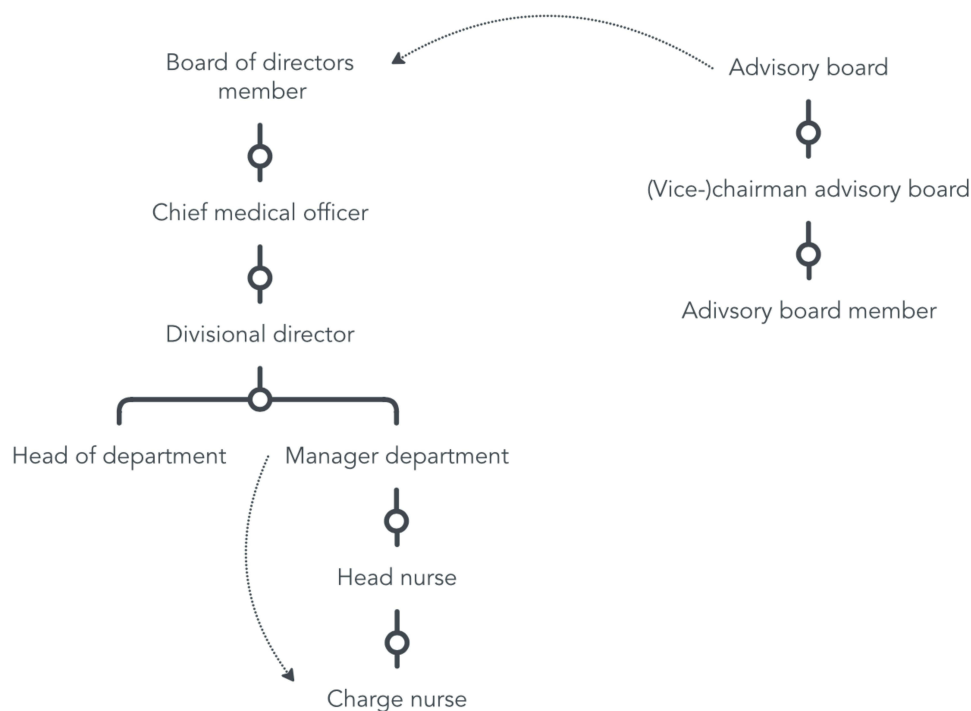 Board of directors
member
Advisory board
(Vice-)chairman advisory board
Chief medical officer
Adivsory board member
Divisional director
Head of department
Manager department
Head nurse
Charge nurse